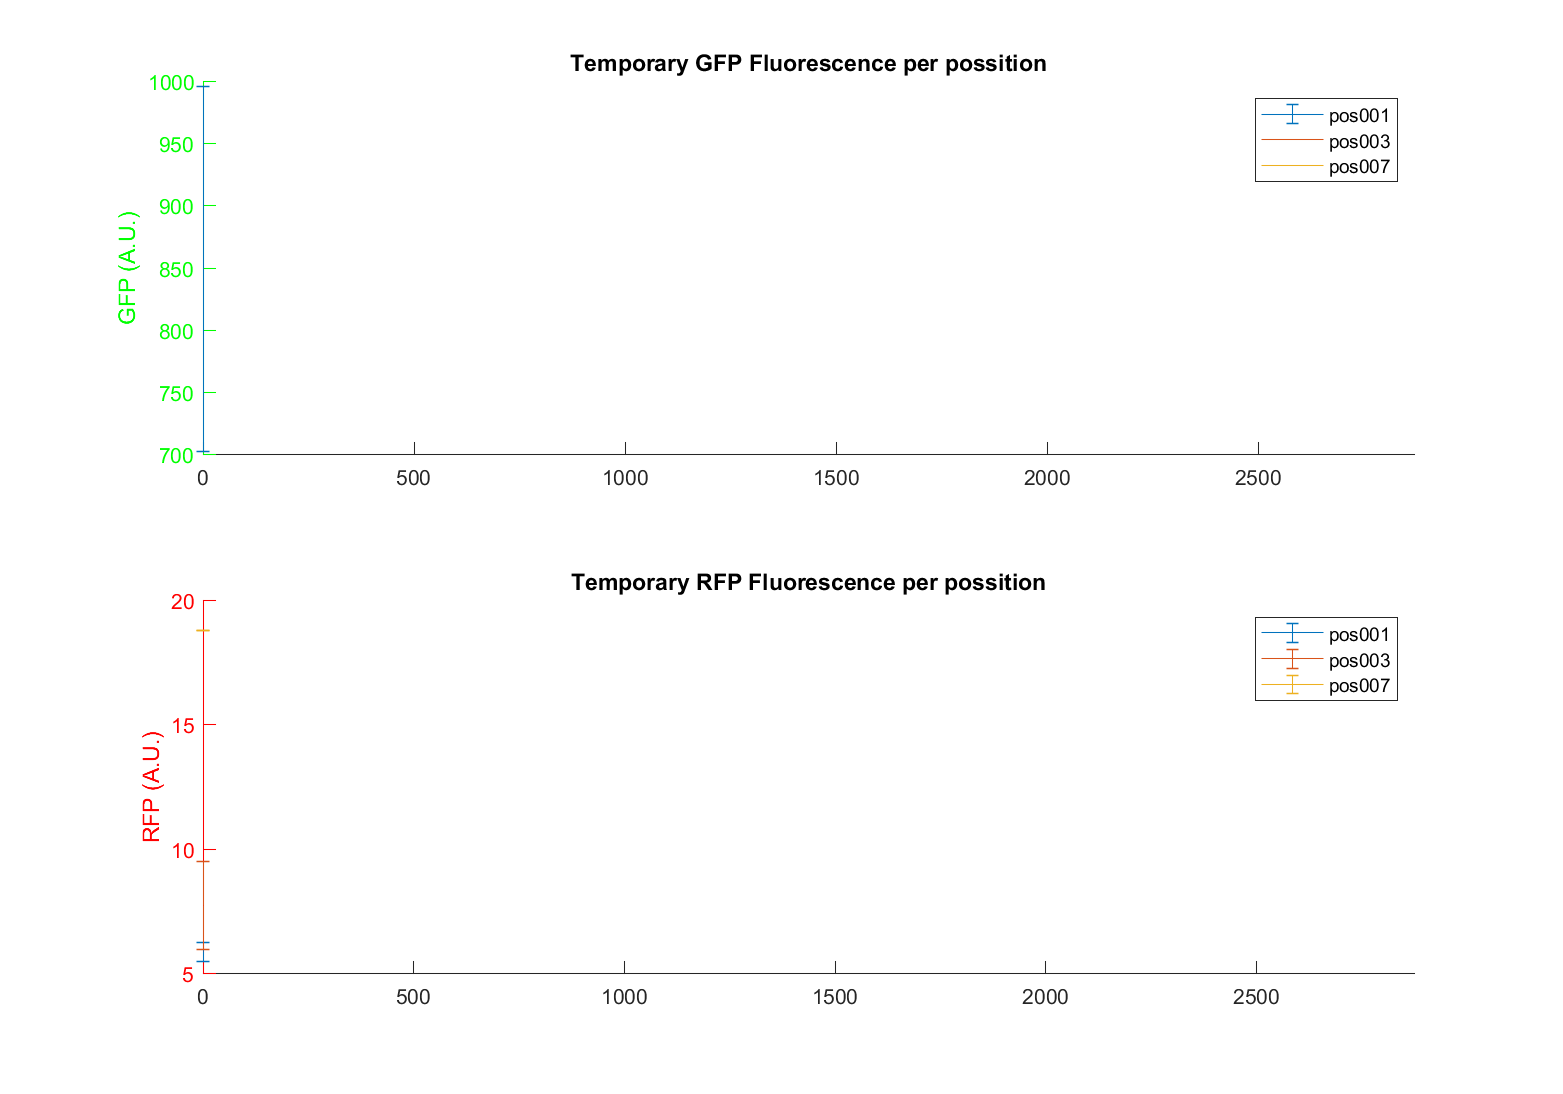 Temporary GFP Fluorescence per possition
1000
950
900
850
800
750
700
GFP (A.U.)
pos001
pos003
pos007
0 500 1000 1500 2000 2500
Temporary RFP Fluorescence per possition
20
15
10
5
RFP (A.U.)
pos001
pos003
pos007
0 500 1000 1500 2000 2500